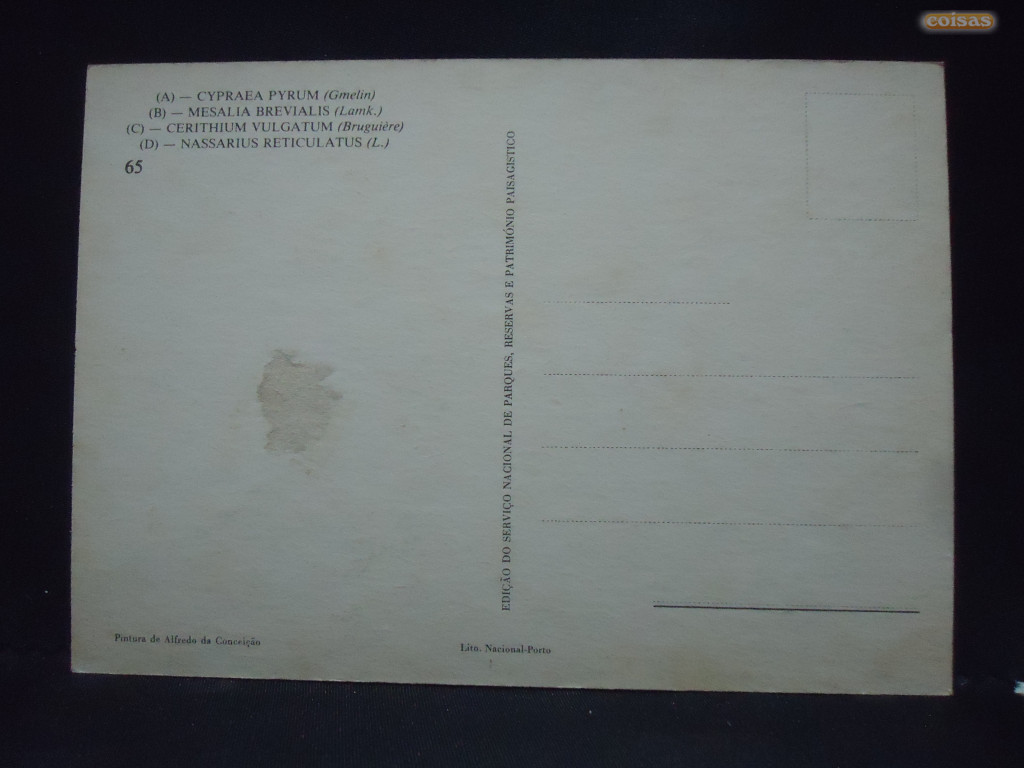 coisas
(A) — CYPRAEA PYRUM (Gmelin)
(B) — MESALIA BREVIALIS (Lamk.)
(C) — CERITHIUM VULGATUM (Bruguière)
(D) — NASSARIUS RETICULATUS (L.)
65
EDIÇÃO DO SERVIÇO NACIONAL DE PARQUES, RESERVAS E PATRIMÓNIO PAISAGISTICO
Pintura de Alfredo da Conceição
Lito. Nacional-Porto